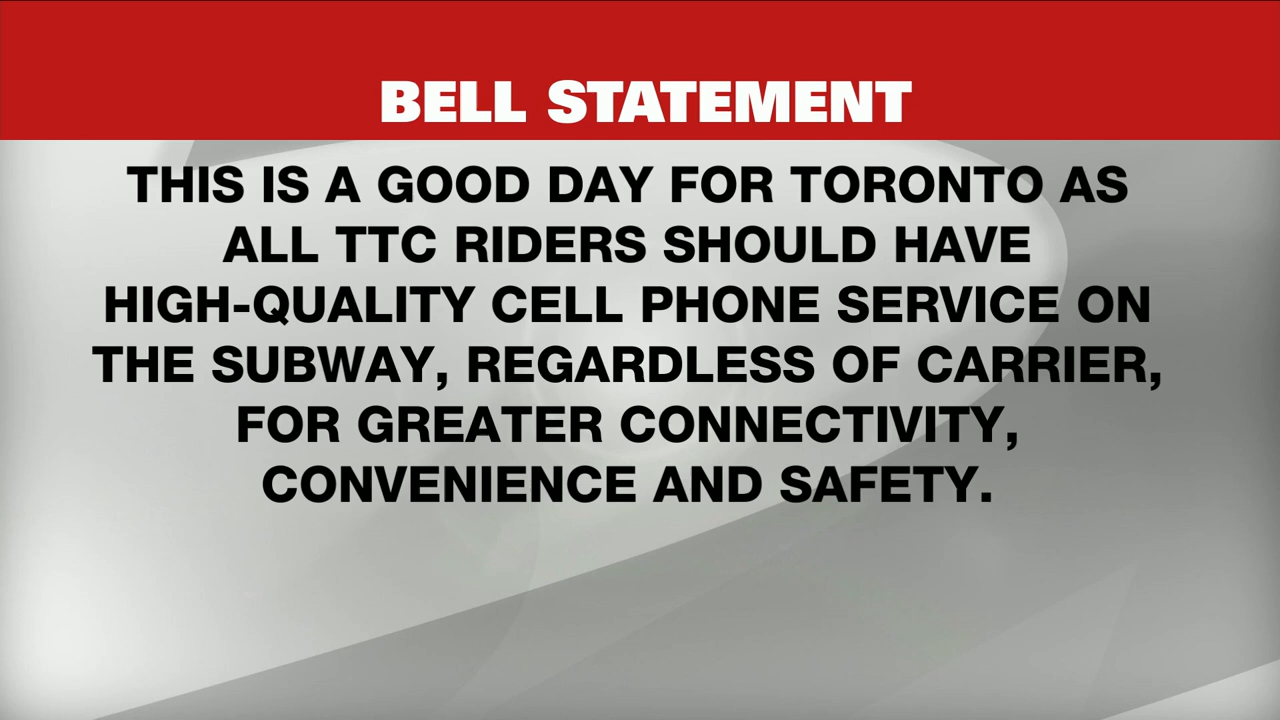 BELL STATEMENT
THIS IS A GOOD DAY FOR TORONTO AS
ALL TTC RIDERS SHOULD HAVE
HIGH-QUALITY CELL PHONE SERVICE ON
THE SUBWAY, REGARDLESS OF CARRIER,
FOR GREATER CONNECTIVITY,
CONVENIENCE AND SAFETY.